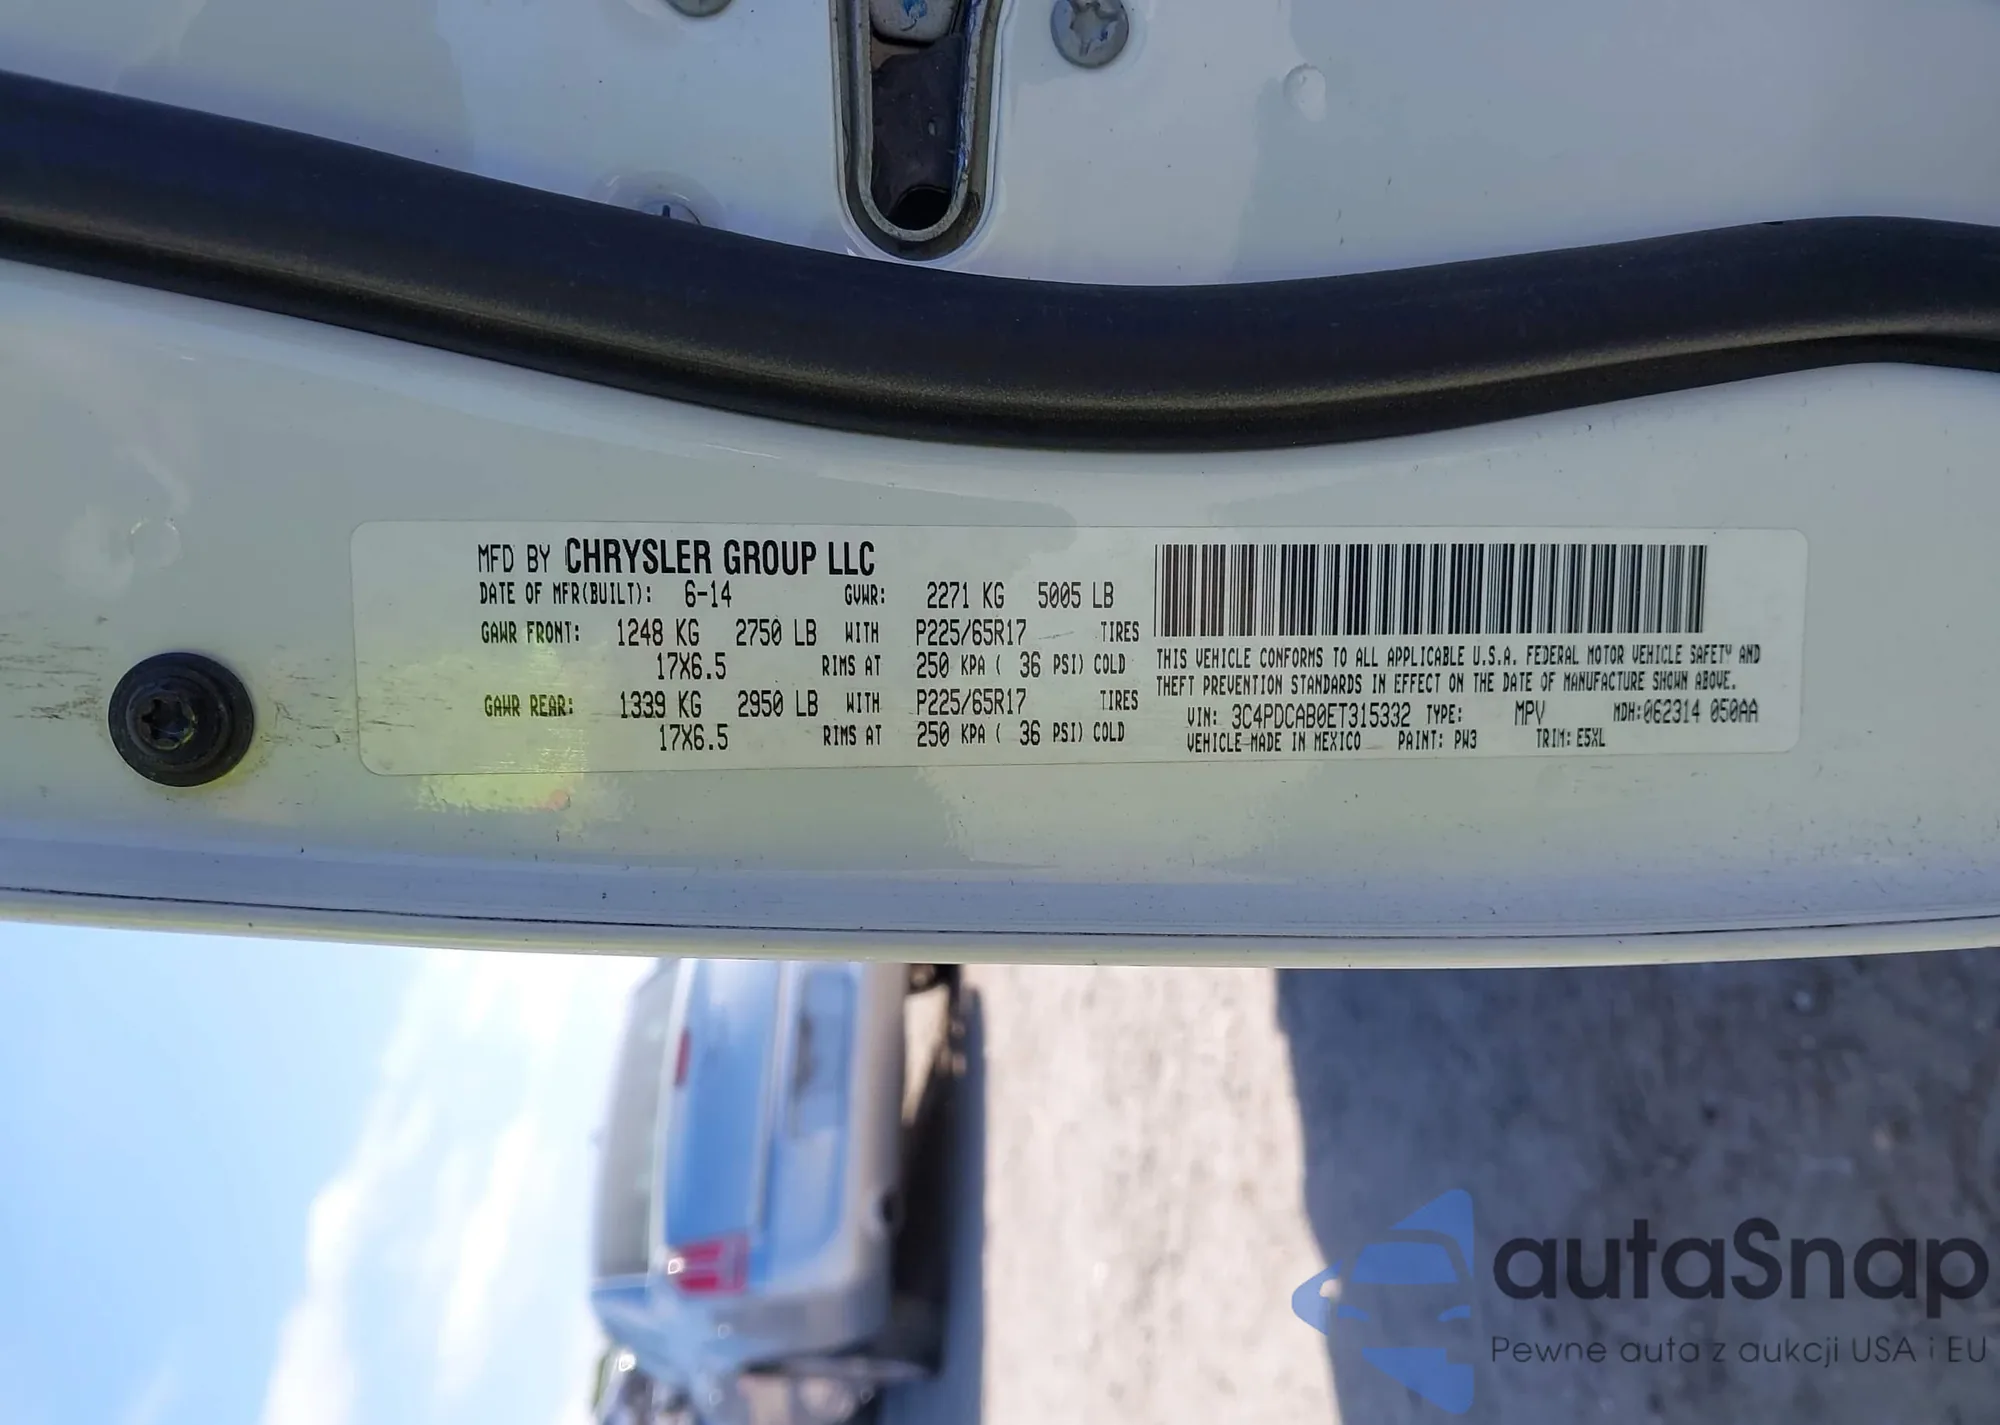 MFD BY CHRYSLER GROUP LLC
DATE OF MFR(BUILT): 6-14 GVWR: 2271 KG 5005 LB
GAWR FRONT: 1248 KG 2750 LB WITH P225/65R17 TIRES
17X6.5 RIMS AT 250 KPA ( 36 PSI) COLD
GAWR REAR: 1339 KG 2950 LB WITH P225/65R17 TIRES
17X6.5 RIMS AT 250 KPA ( 36 PSI) COLD
THIS VEHICLE CONFORMS TO ALL APPLICABLE U.S.A. FEDERAL MOTOR VEHICLE SAFETY AND
THEFT PREVENTION STANDARDS IN EFFECT ON THE DATE OF MANUFACTURE SHOWN ABOVE.
VIN: 3C4PDCAB0ET315332 TYPE: MPV MDH:062314 050AA
VEHICLE MADE IN MEXICO PAINT: PW3 TRIM: E5XL
autaSnap
Pewne auta z aukcji USA i EU